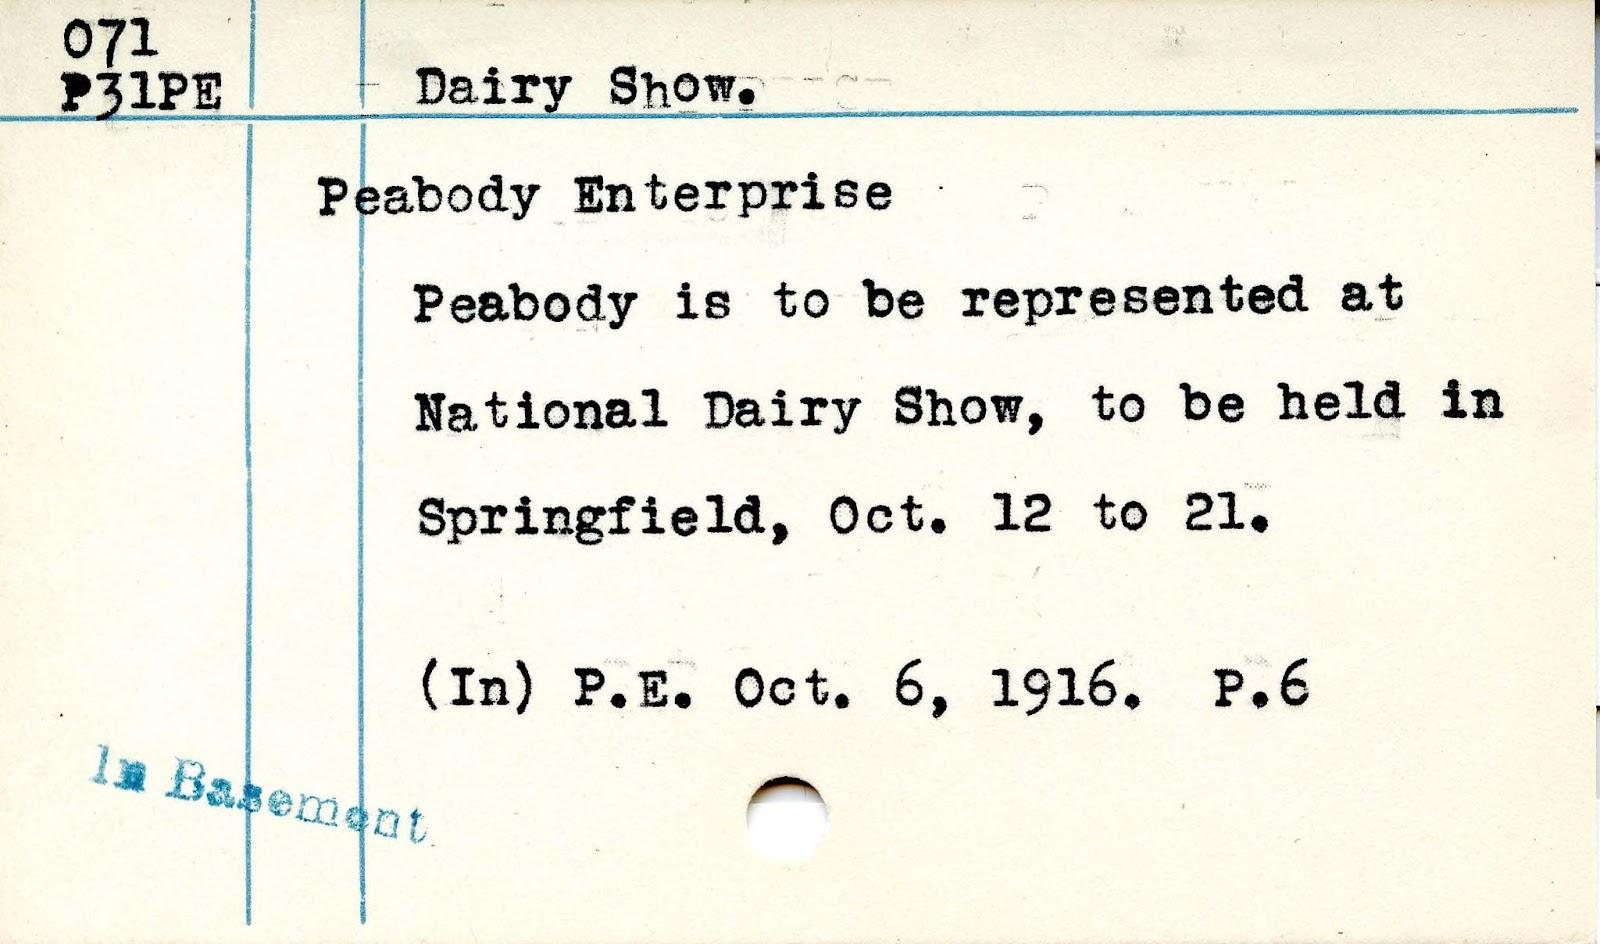 071
P31PE
Dairy Show.
Peabody Enterprise
Peabody is to be represented at
National Dairy Show, to be held in
Springfield, Oct. 12 to 21.
(In) P.E. Oct. 6, 1916. P.6
In Basement